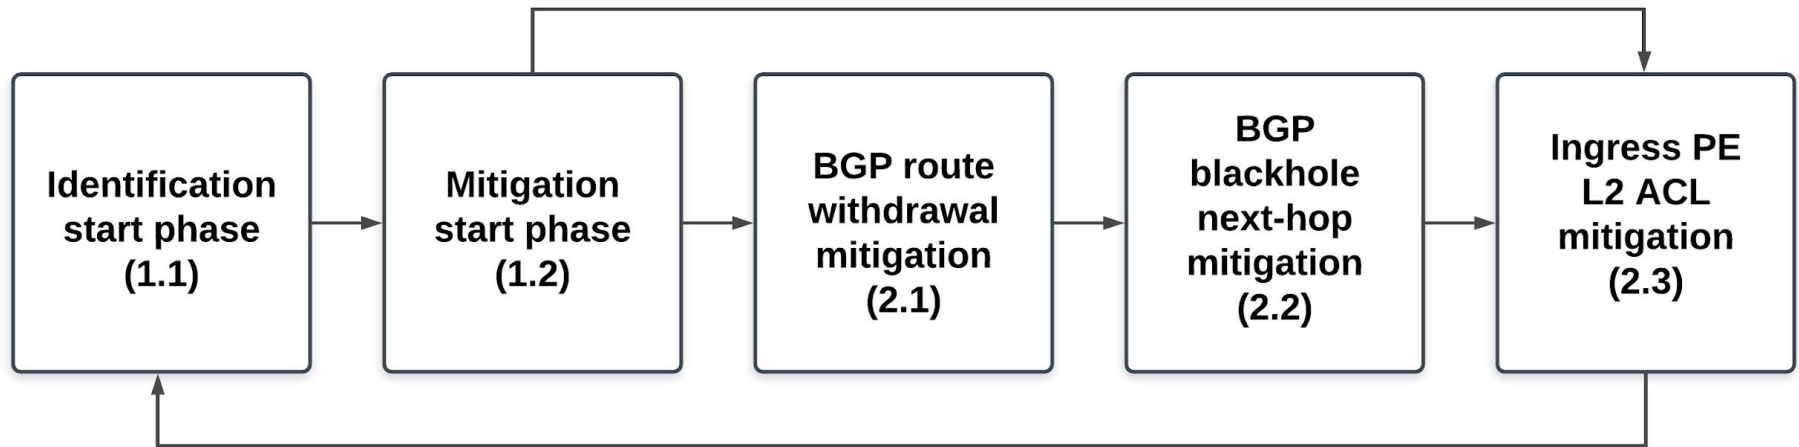 Identification
start phase
(1.1)
Mitigation
start phase
(1.2)
BGP route
withdrawal
mitigation
(2.1)
BGP
blackhole
next-hop
mitigation
(2.2)
Ingress PE
L2 ACL
mitigation
(2.3)